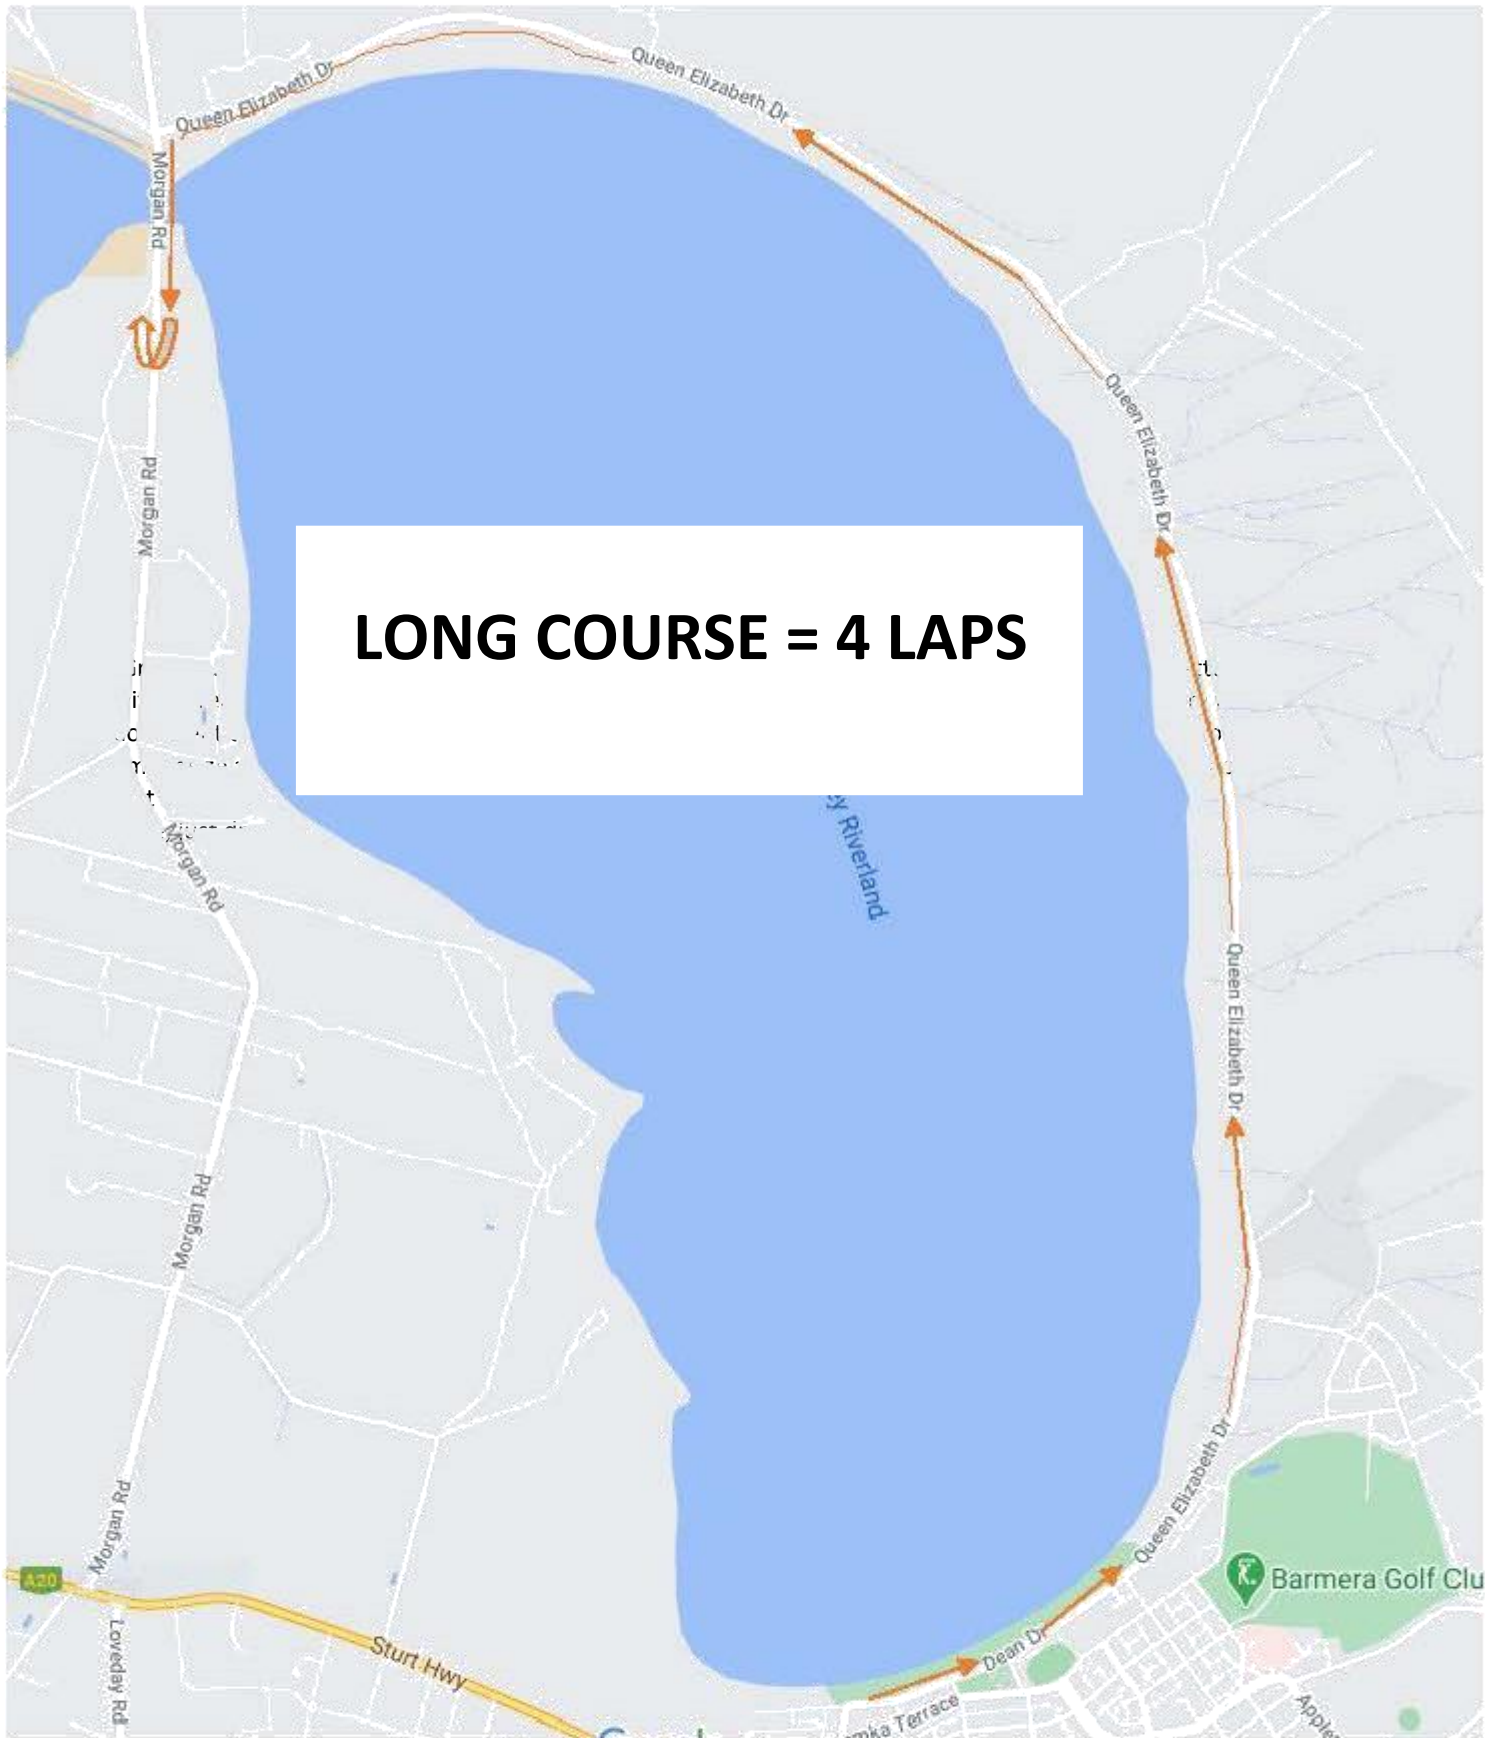 Queen Elizabeth Dr
Queen Elizabeth Dr
Morgan Rd
Queen Elizabeth Dr
Morgan Rd
LONG COURSE = 4 LAPS
Riverland
Morgan Rd
Queen Elizabeth Dr
Morgan Rd
Queen Elizabeth Dr
Morgan Rd
A20
Barmera Golf Clu
Loveday Rd
Sturt Hwy
Dean Dr
Terrace